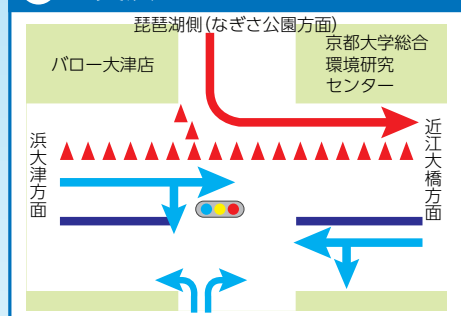 琵琶湖側(なぎさ公園方面)
バロー大津店
京都大学総合
環境研究
センター
浜大津方面
近江大橋方面